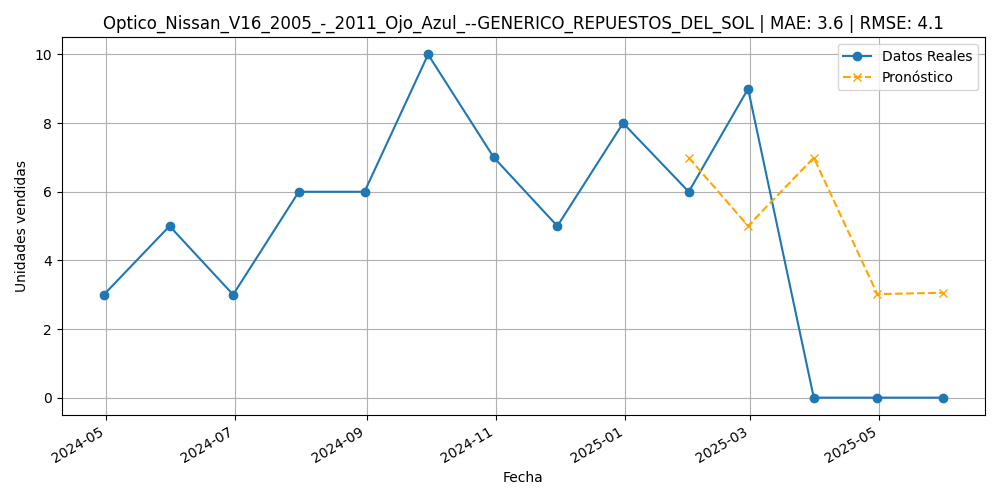 Optico_Nissan_V16_2005_-_2011_Ojo_Azul_--GENERICO_REPUESTOS_DEL_SOL | MAE: 3.6 | RMSE: 4.1
Datos Reales
Pronóstico
Unidades vendidas
10
8
6
4
2
0
2024-05
2024-07
2024-09
2024-11
2025-01
2025-03
2025-05
Fecha